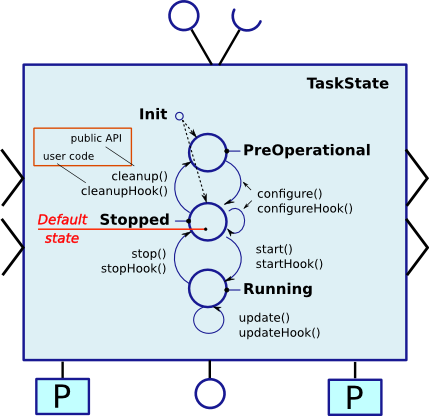 TaskState
Init
public API
user code
PreOperational
cleanup()
cleanupHook()
configure()
configureHook()
Default
state
Stopped
stop()
stopHook()
start()
startHook()
Running
update()
updateHook()
P
P